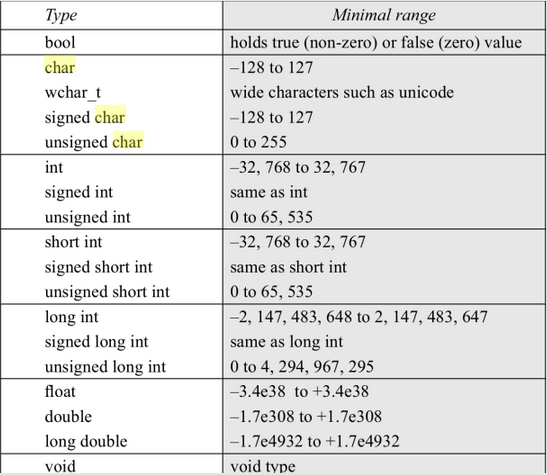 Type Minimal range
bool holds true (non-zero) or false (zero) value
char –128 to 127
wchar_t wide characters such as unicode
signed char –128 to 127
unsigned char 0 to 255
int –32, 768 to 32, 767
signed int same as int
unsigned int 0 to 65, 535
short int –32, 768 to 32, 767
signed short int same as short int
unsigned short int 0 to 65, 535
long int –2, 147, 483, 648 to 2, 147, 483, 647
signed long int same as long int
unsigned long int 0 to 4, 294, 967, 295
float –3.4e38 to +3.4e38
double –1.7e308 to +1.7e308
long double –1.7e4932 to +1.7e4932
void void type